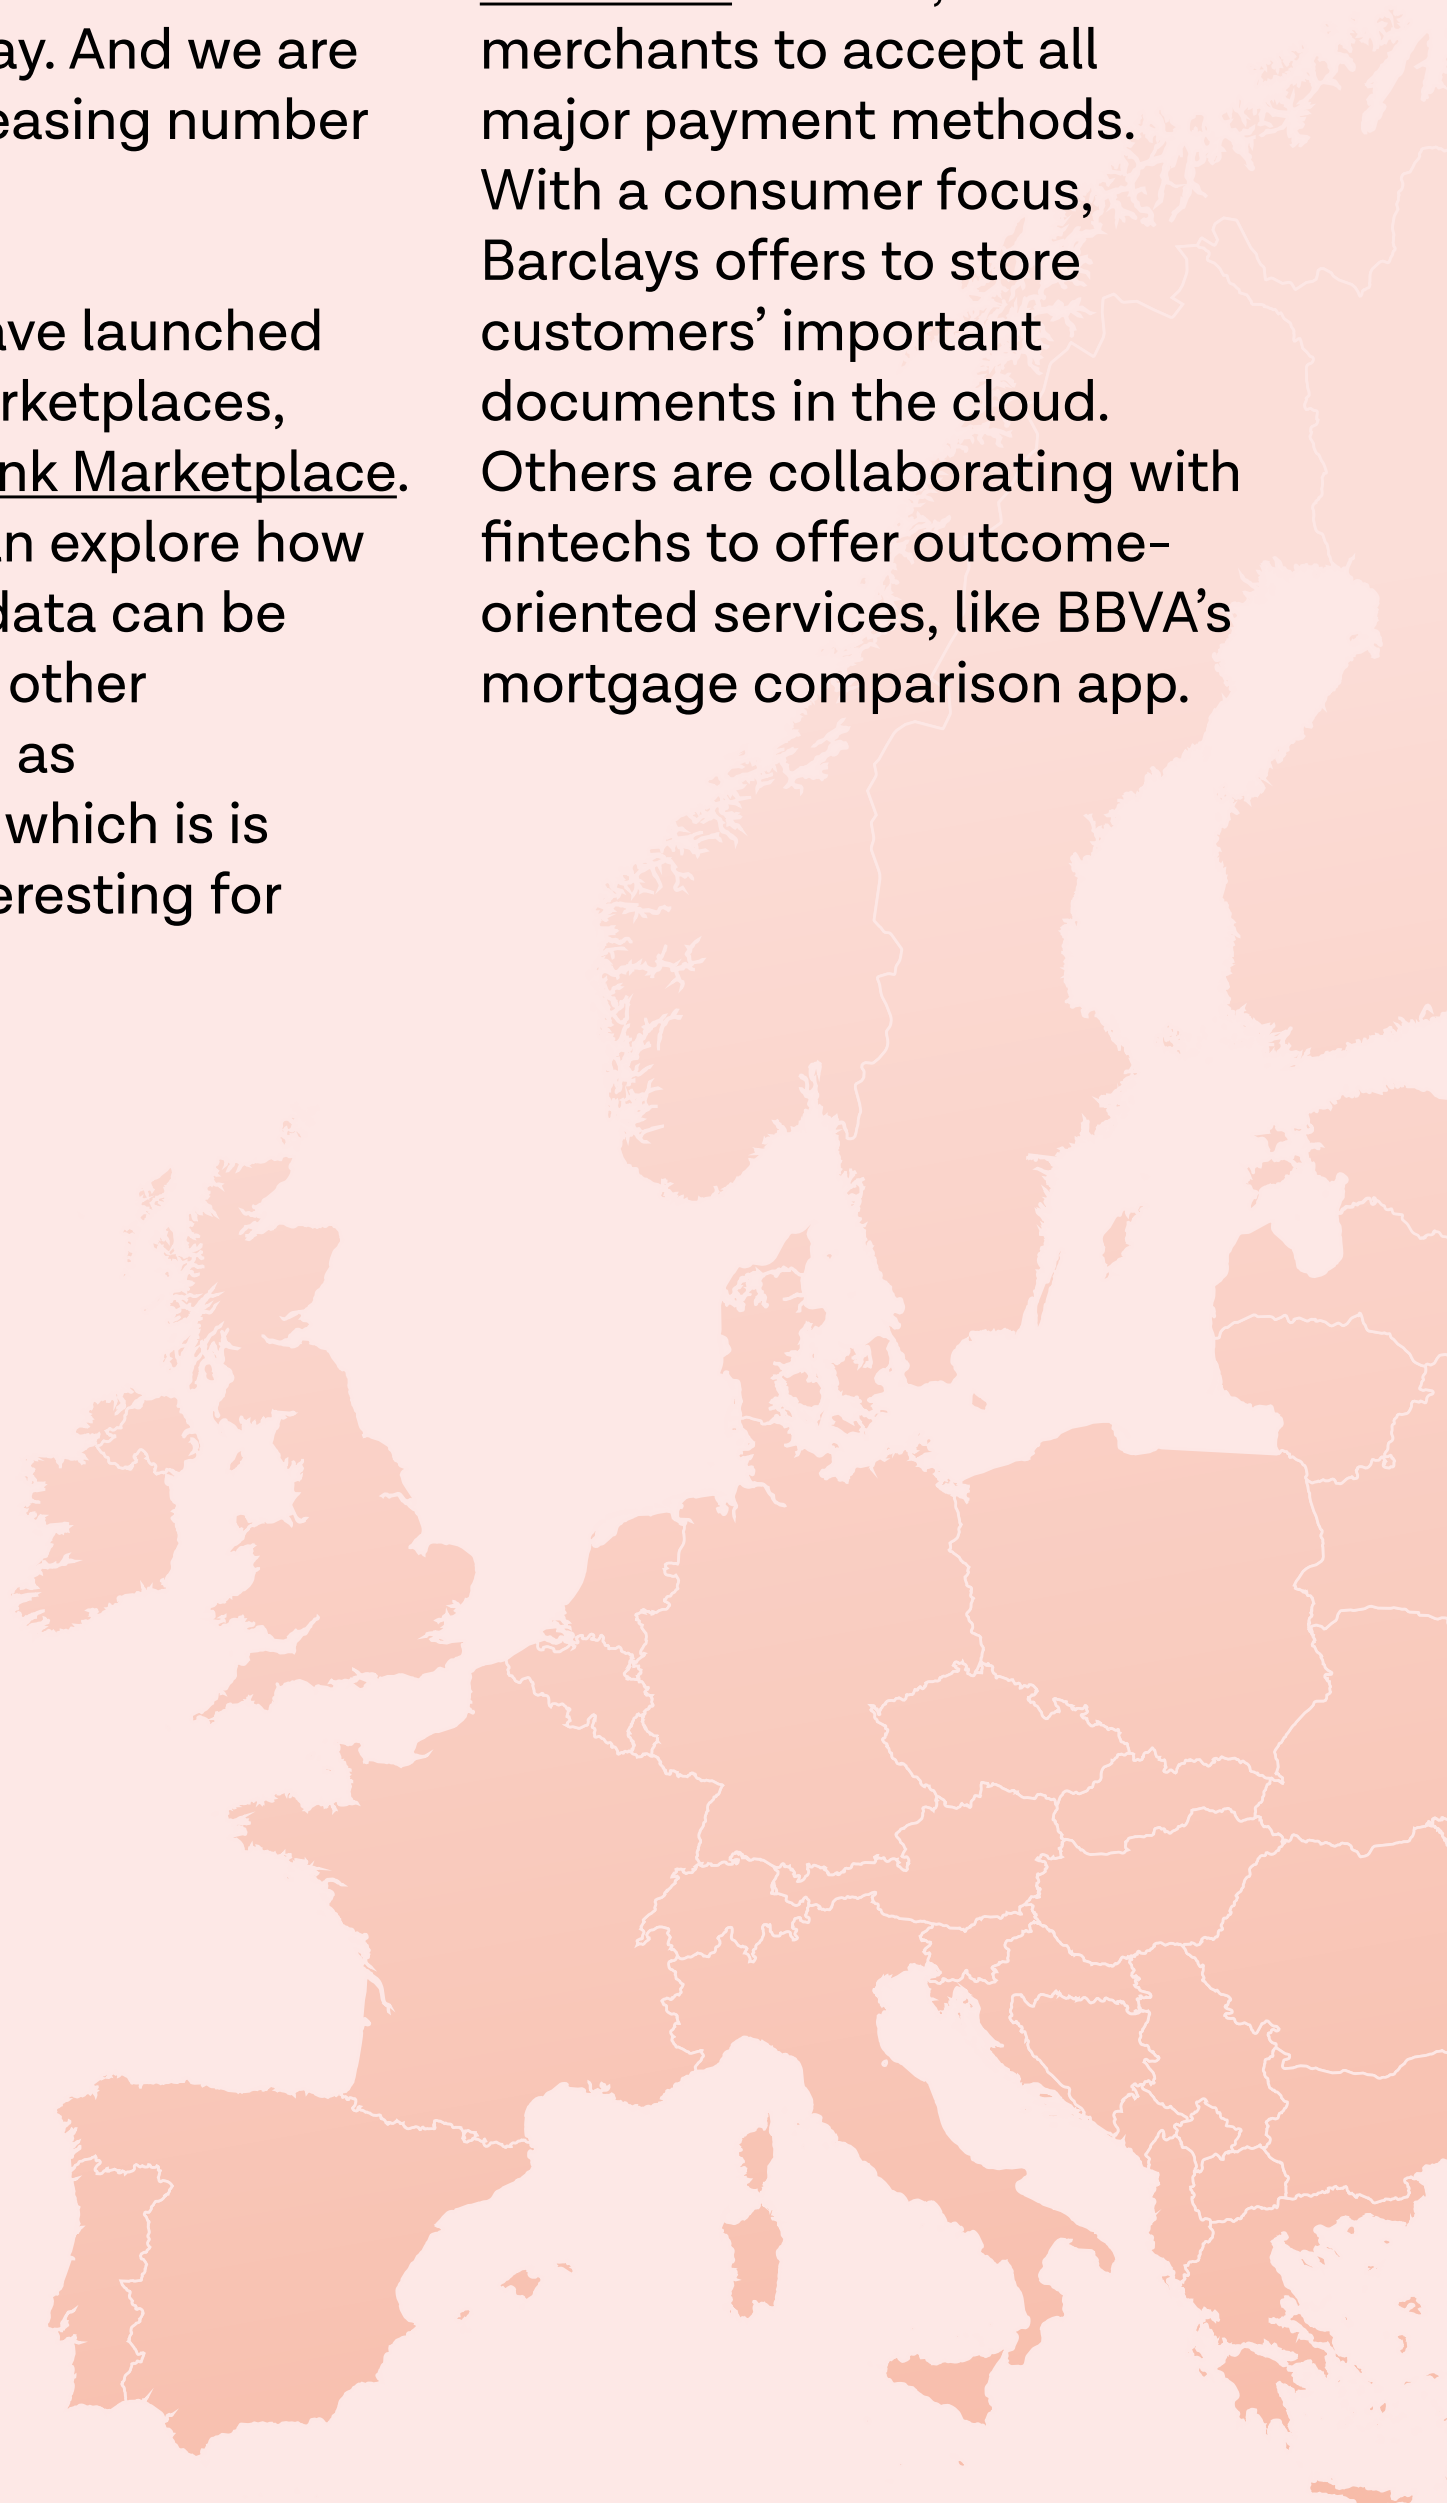 ay. And we are
easing number
ve launched
rketplaces,
nk Marketplace.
n explore how
data can be
other
as
which is is
eresting for
merchants to accept all
major payment methods.
With a consumer focus,
Barclays offers to store
customers’ important
documents in the cloud.
Others are collaborating with
fintechs to offer outcome-
oriented services, like BBVA’s
mortgage comparison app.